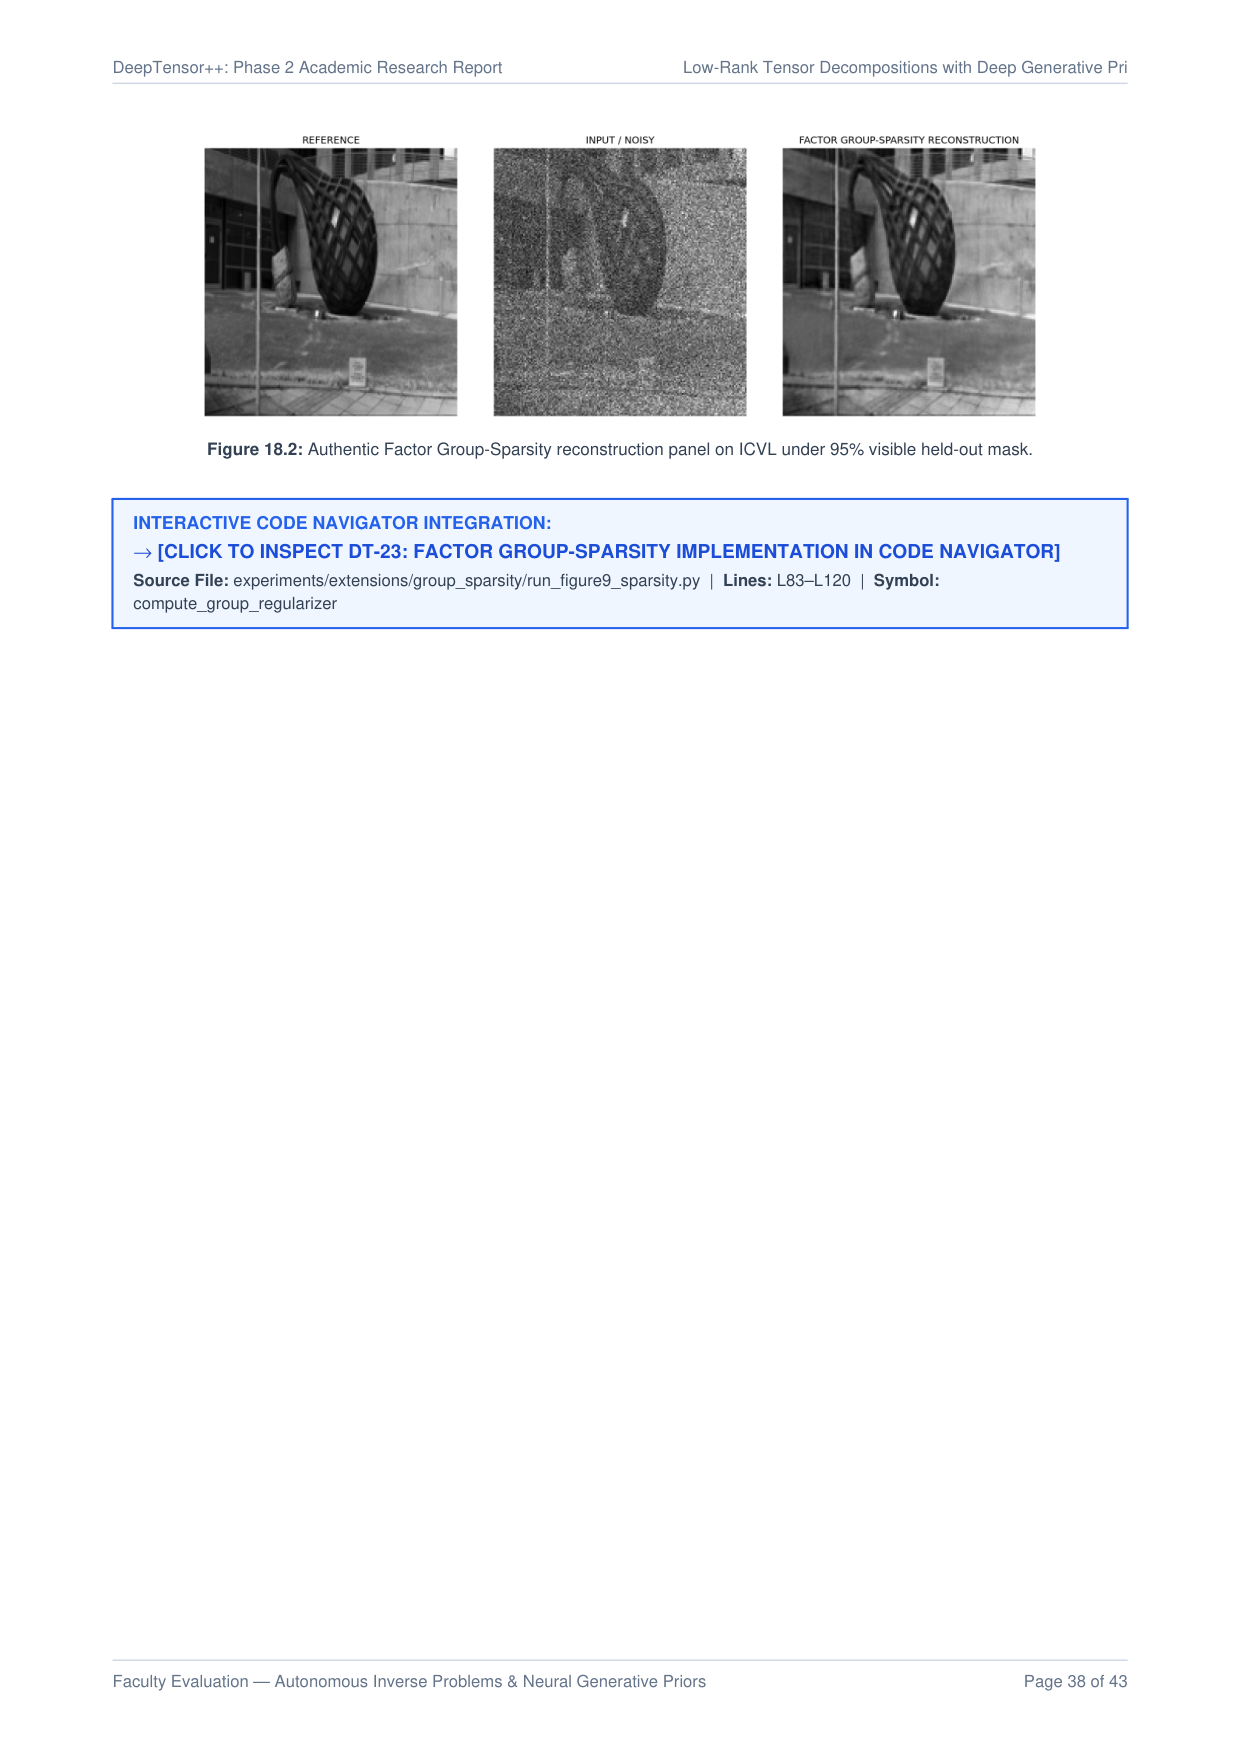 DeepTensor++: Phase 2 Academic Research Report
Low-Rank Tensor Decompositions with Deep Generative Pri
REFERENCE
INPUT / NOISY
FACTOR GROUP-SPARSITY RECONSTRUCTION
Figure 18.2: Authentic Factor Group-Sparsity reconstruction panel on ICVL under 95% visible held-out mask.
INTERACTIVE CODE NAVIGATOR INTEGRATION:
→ [CLICK TO INSPECT DT-23: FACTOR GROUP-SPARSITY IMPLEMENTATION IN CODE NAVIGATOR]
Source File: experiments/extensions/group_sparsity/run_figure9_sparsity.py | Lines: L83–L120 | Symbol:
compute_group_regularizer
Faculty Evaluation — Autonomous Inverse Problems & Neural Generative Priors
Page 38 of 43